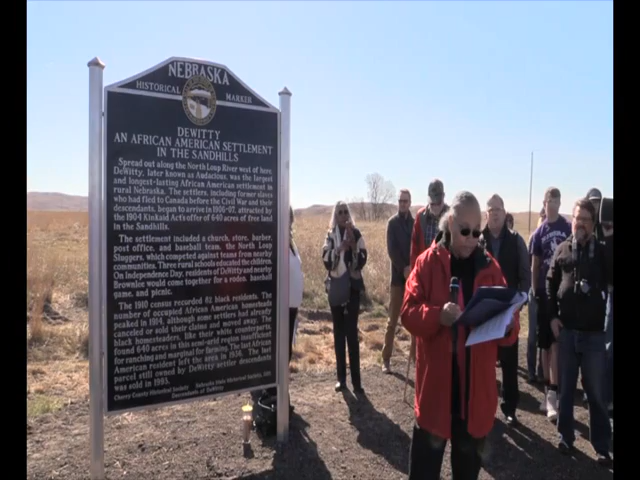 NEBRASKA
HISTORICAL MARKER
DEWITTY
AN AFRICAN AMERICAN SETTLEMENT
IN THE SANDHILLS
Spread out along the North Loup River west of here,
DeWitty, later known as Audacious, was the largest
and longest-lasting African American settlement in
rural Nebraska. The settlers, including former slaves
who had fled to Canada before the Civil War and their
descendants, began to arrive in 1906-07, attracted by
the 1904 Kinkaid Act's offer of 640 acres of free land
in the Sandhills.
The settlement included a church, store, barber,
post office, and baseball team, the North Loup
Sluggers, which competed against teams from nearby
communities. Three rural schools educated the children.
On Independence Day, residents of DeWitty and nearby
Brownlee would come together for a rodeo, baseball
game, and picnic.
The 1910 census recorded 82 black residents. The
number of occupied African American homesteads
peaked in 1914, although some settlers had already
canceled or sold their claims and moved away. The
black homesteaders, like their white counterparts,
found 640 acres in this semi-arid region insufficient
for ranching and marginal for farming. The last African
American resident left the area in 1936. The last
parcel still owned by DeWitty settler descendants
was sold in 1993.
Cherry County Historical Society
Nebraska State Historical Society
Descendants of DeWitty